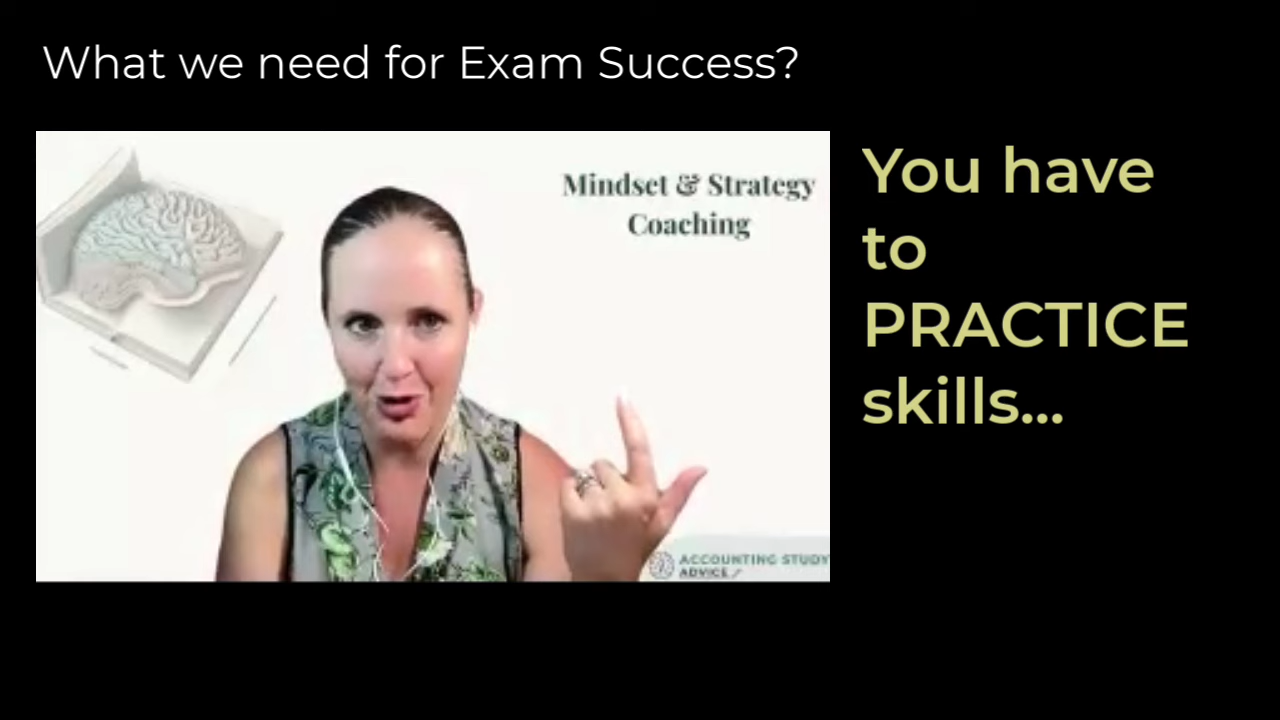 What we need for Exam Success?
Mindset & Strategy
Coaching
You have
to
PRACTICE
skills...
ACCOUNTING STUDY
ADVICE